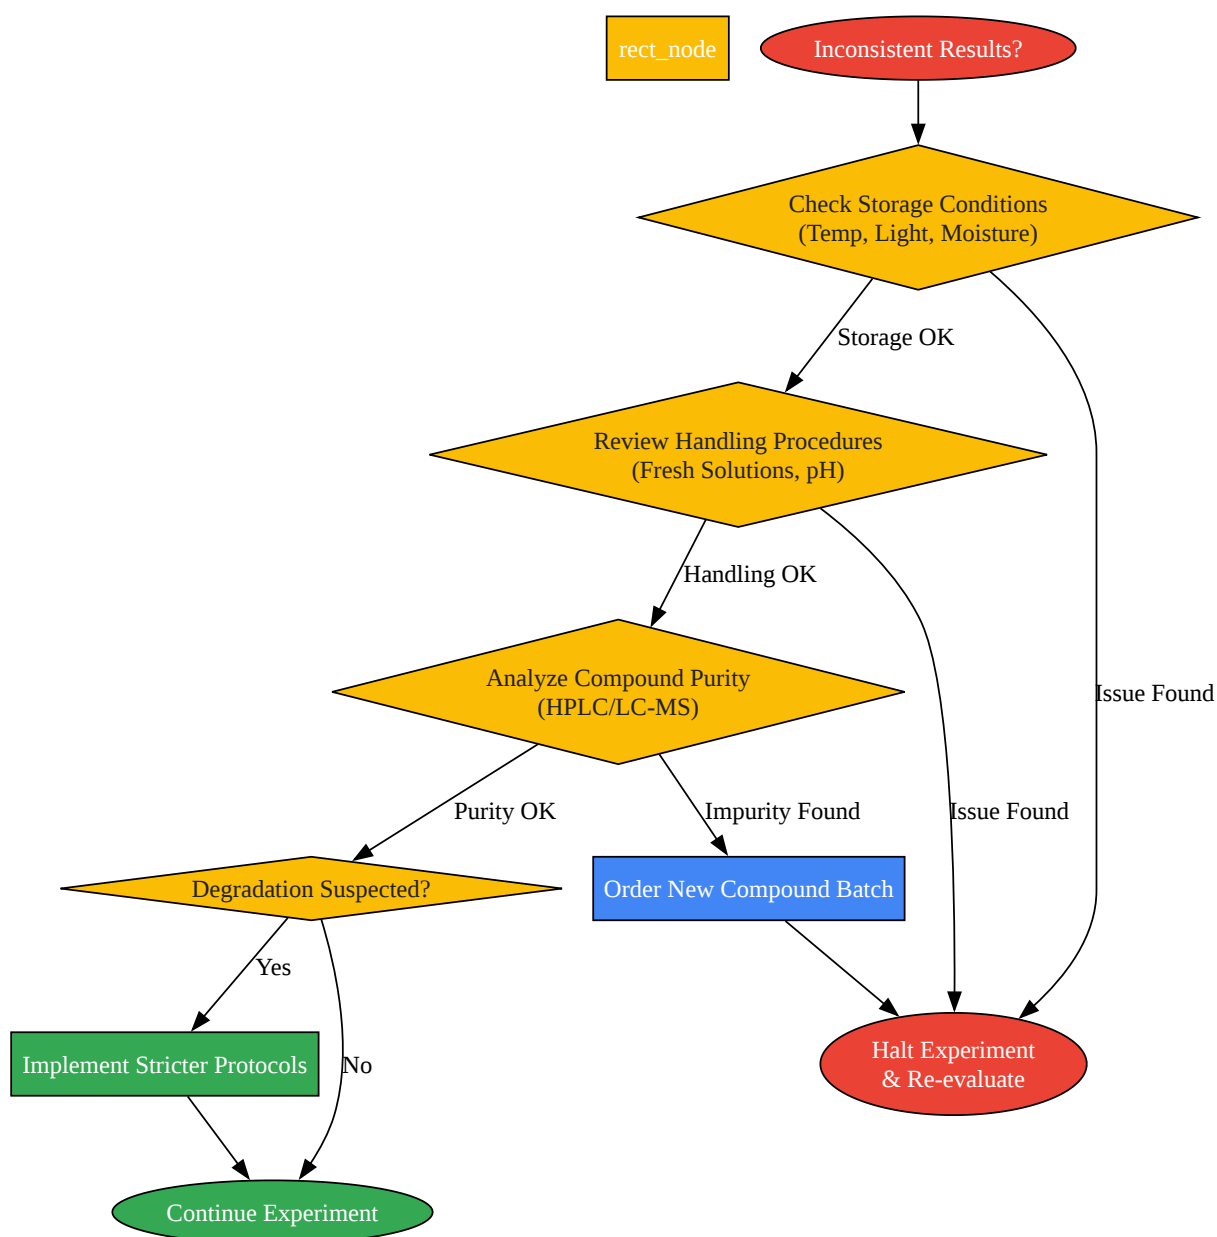 rect_node
Inconsistent Results?
Check Storage Conditions
(Temp, Light, Moisture)
Storage OK
Review Handling Procedures
(Fresh Solutions, pH)
Handling OK
Analyze Compound Purity
(HPLC/LC-MS)
Issue Found
Purity OK
Impurity Found
Issue Found
Degradation Suspected?
Order New Compound Batch
Yes
Implement Stricter Protocols
No
Halt Experiment
& Re-evaluate
Continue Experiment